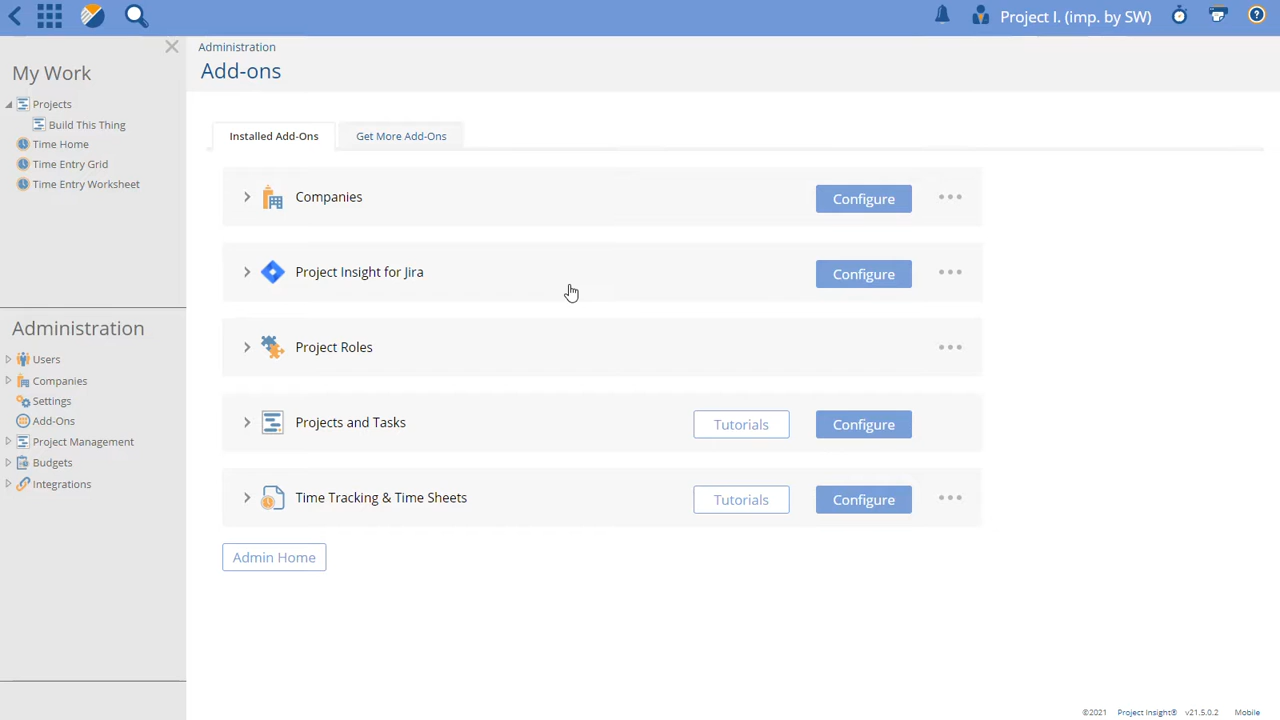 Project I. (imp. by SW)
My Work
Projects
Build This Thing
Time Home
Time Entry Grid
Time Entry Worksheet
Administration
Users
Companies
Settings
Add-Ons
Project Management
Budgets
Integrations
Administration
Add-ons
Installed Add-Ons
Get More Add-Ons
Companies
Configure
Project Insight for Jira
Configure
Project Roles
Projects and Tasks
Tutorials
Configure
Time Tracking & Time Sheets
Tutorials
Configure
Admin Home
©2021 Project Insight® v21.5.0.2 Mobile